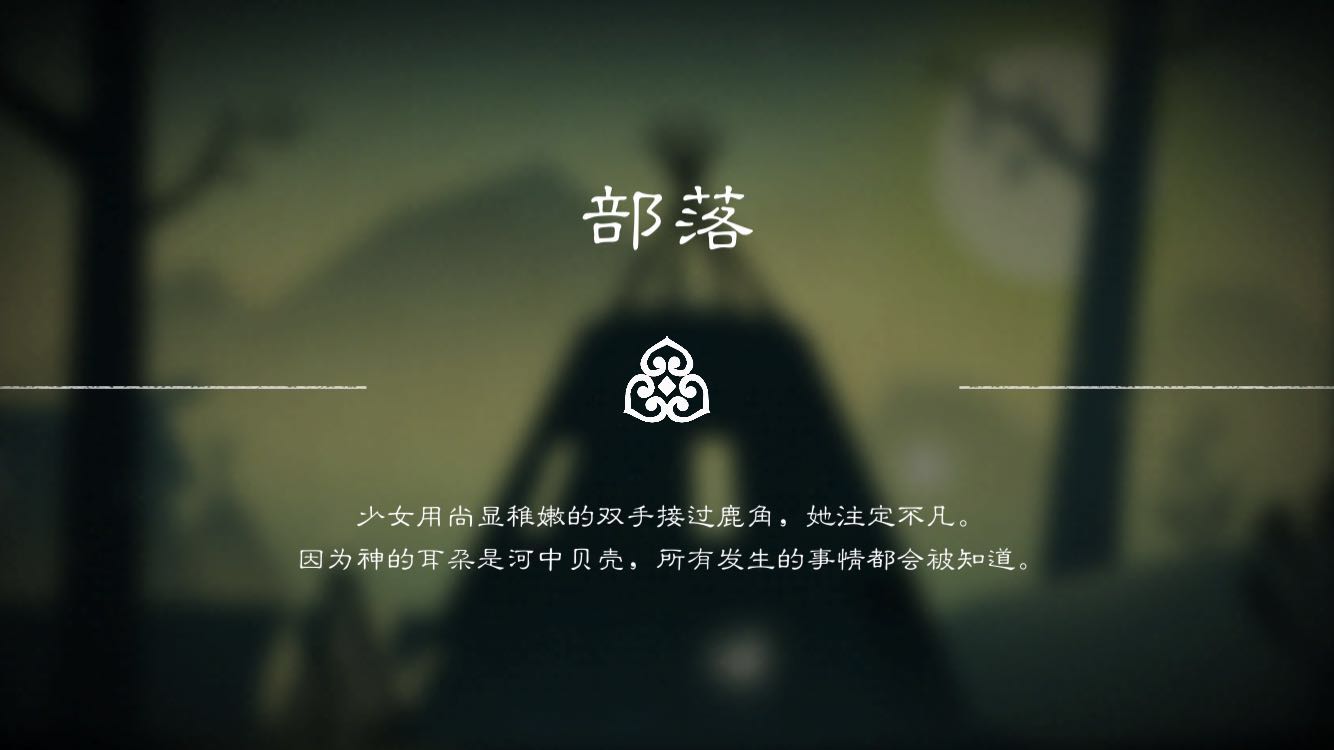 部落
少女用尚显稚嫩的双手接过鹿角，她注定不凡。
因为神的耳朵是河中贝壳，所有发生的事情都会被知道。